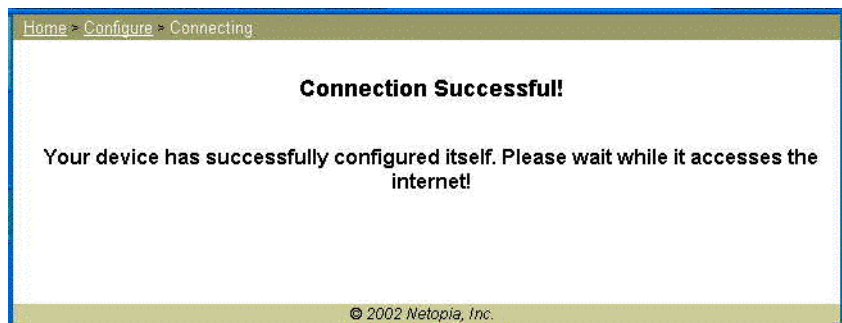 Home > Configure > Connecting
Connection Successful!
Your device has successfully configured itself. Please wait while it accesses the
internet!
© 2002 Netopia, Inc.